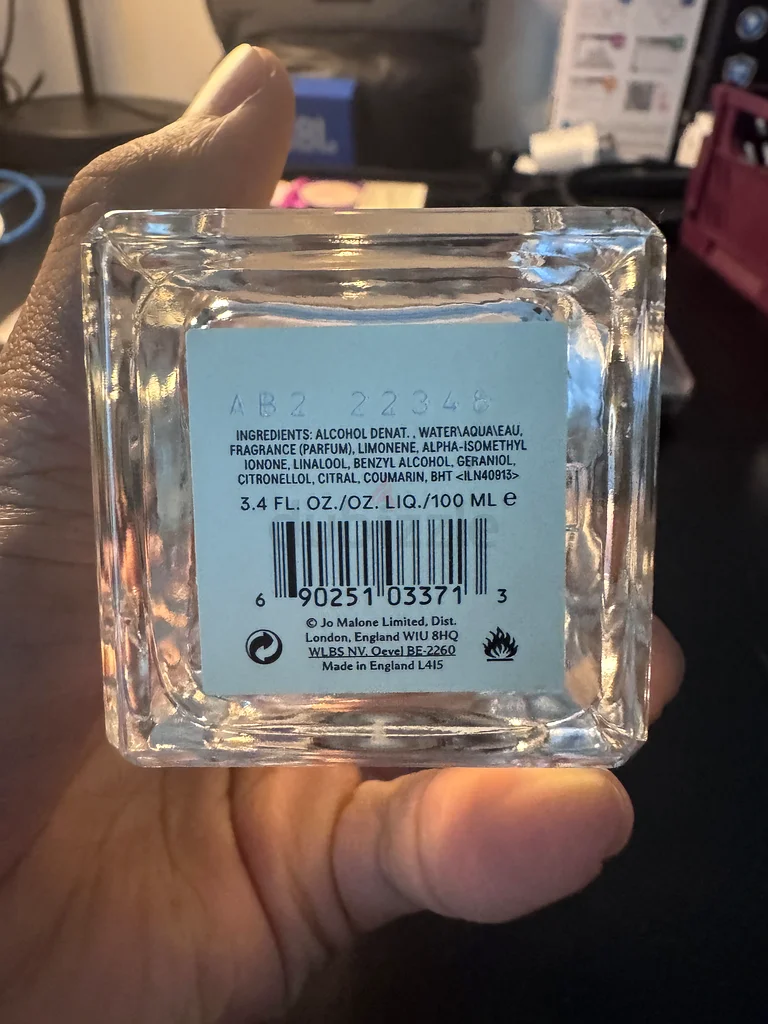 AB2 22348
INGREDIENTS: ALCOHOL DENAT. , WATER\AQUA\EAU,
FRAGRANCE (PARFUM), LIMONENE, ALPHA-ISOMETHYL
IONONE, LINALOOL, BENZYL ALCOHOL, GERANIOL,
CITRONELLOL, CITRAL, COUMARIN, BHT <ILN40913>
3.4 FL. OZ./OZ. LIQ./100 ML e
6 90251 03371 3
© Jo Malone Limited, Dist.
London, England W1U 8HQ
WLBS NV, Oevel BE-2260
Made in England L415